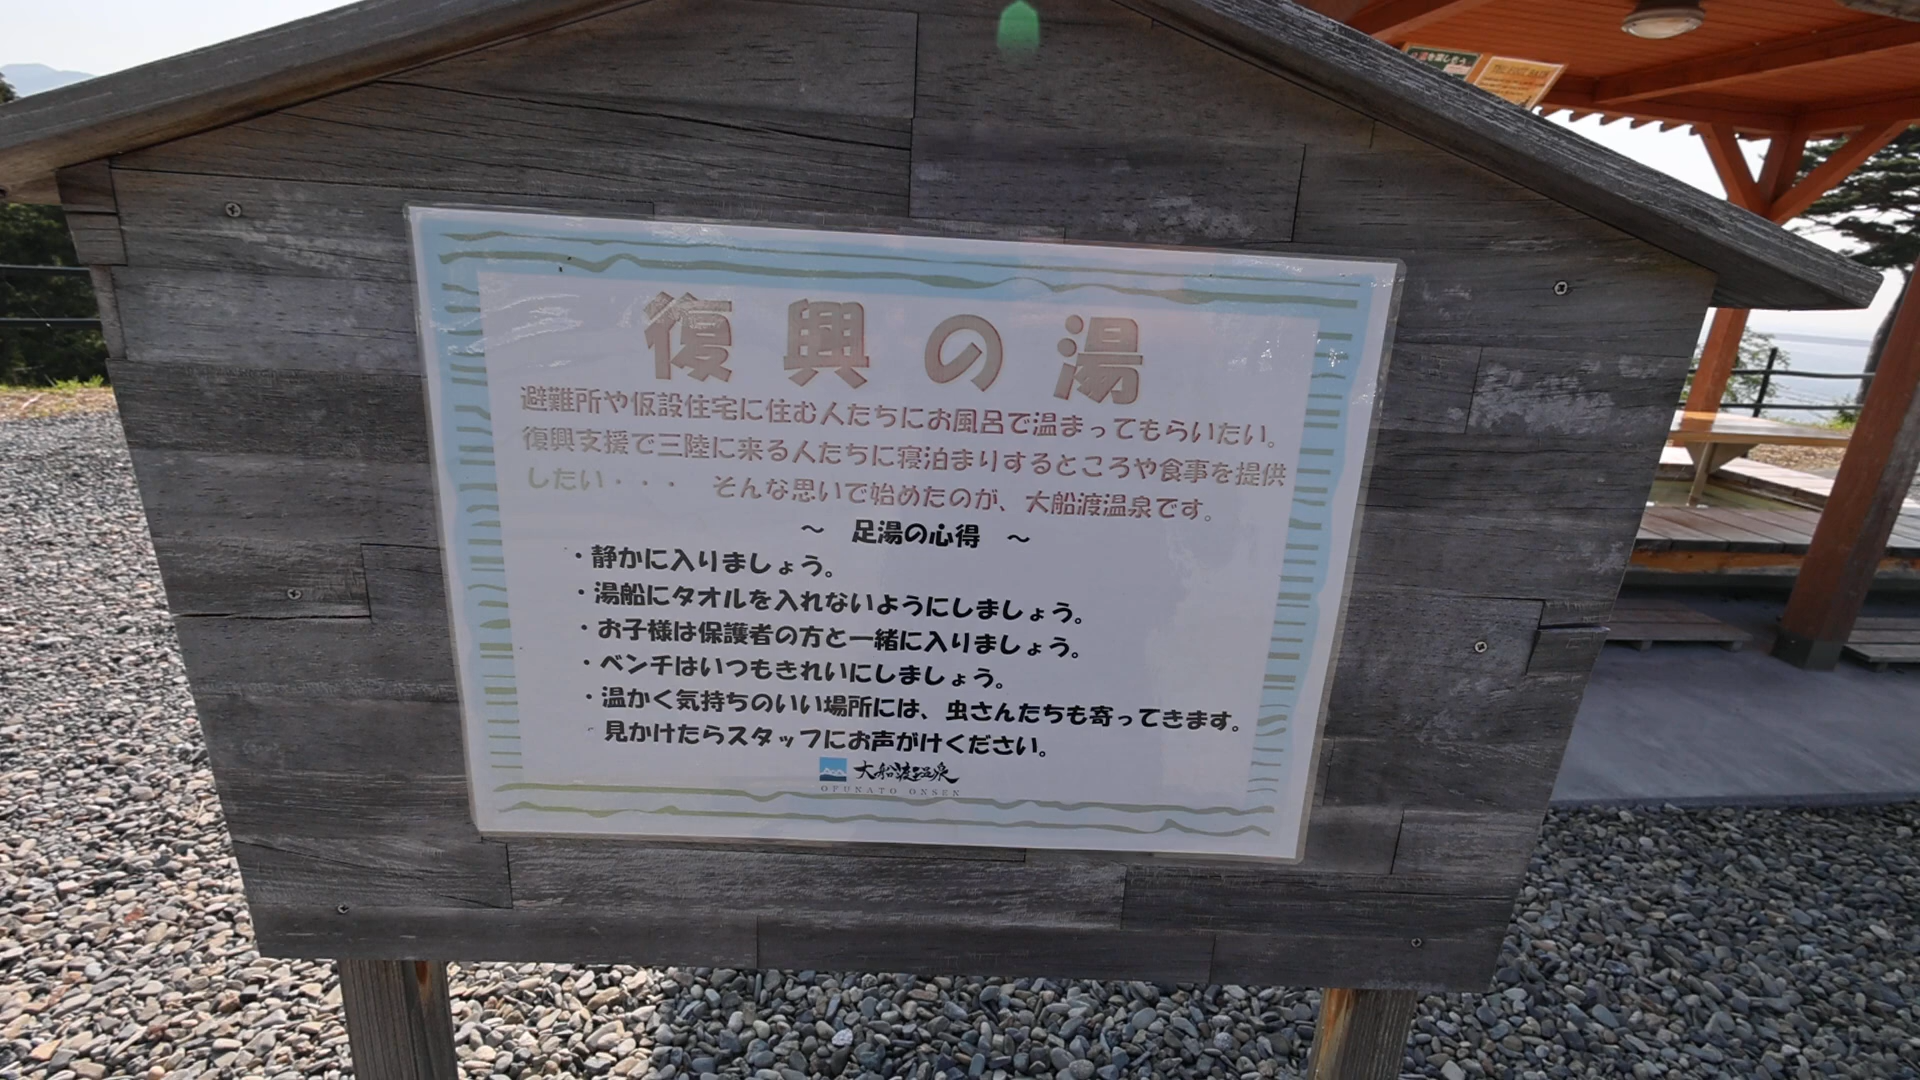 復興の湯
避難所や仮設住宅に住む人たちにお風呂で温まってもらいたい。
復興支援で三陸に来る人たちに寝泊まりするところや食事を提供
したい・・・　そんな思いで始めたのが、大船渡温泉です。
～　足湯の心得　～
・静かに入りましょう。
・湯船にタオルを入れないようにしましょう。
・お子様は保護者の方と一緒に入りましょう。
・ベンチはいつもきれいにしましょう。
・温かく気持ちのいい場所には、虫さんたちも寄ってきます。
見かけたらスタッフにお声がけください。
大船渡温泉
OFUNATO ONSEN